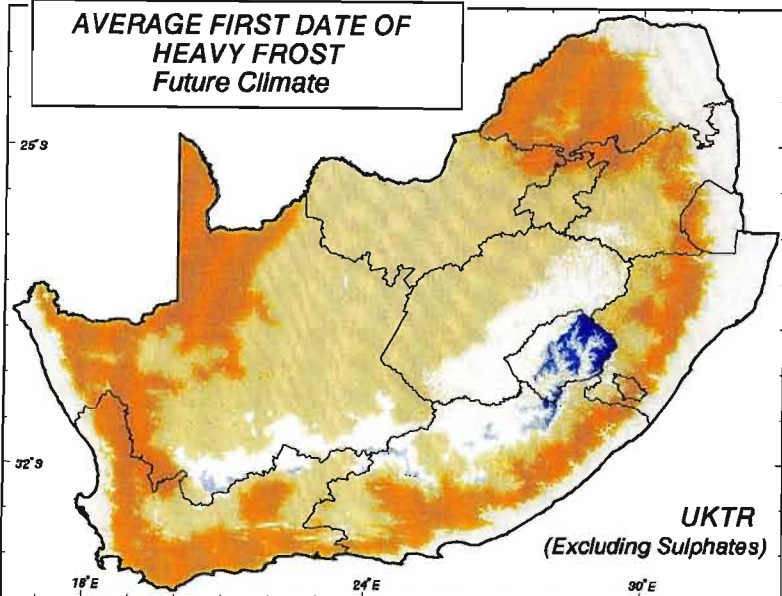 AVERAGE FIRST DATE OF
HEAVY FROST
Future Climate
25°S
32°S
UKTR
(Excluding Sulphates)
18°E
24°E
30°E